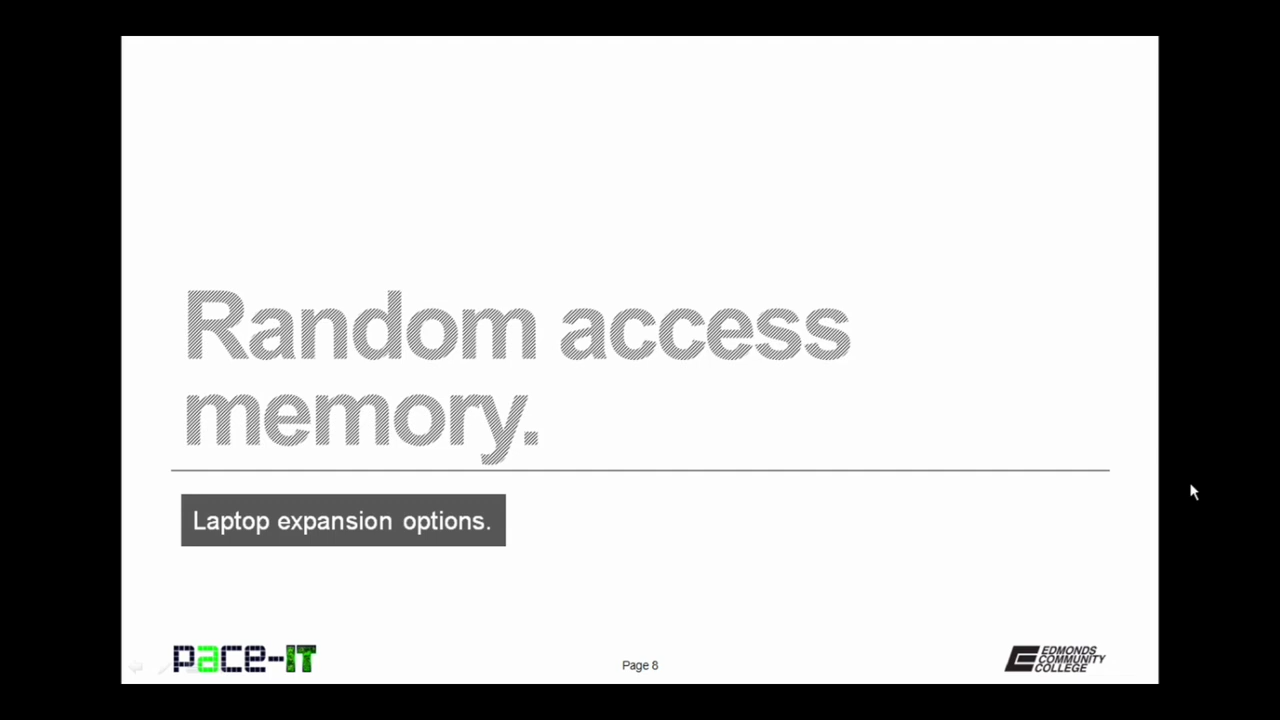 Random access
memory.
Laptop expansion options.
pace-IT
Page 8
EDMONDS
COMMUNITY
COLLEGE